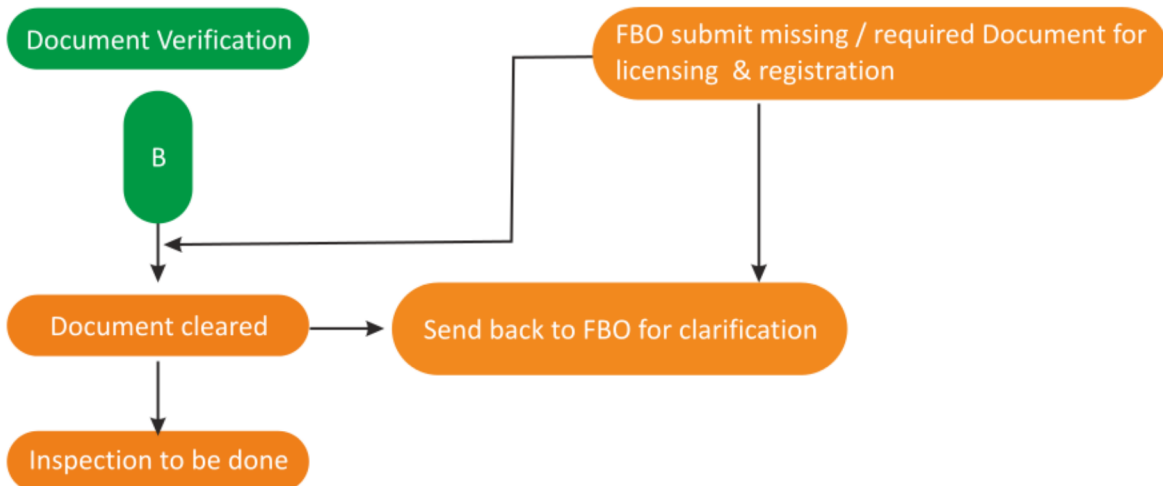 Document Verification
FBO submit missing / required Document for
licensing & registration
B
Document cleared
Send back to FBO for clarification
Inspection to be done